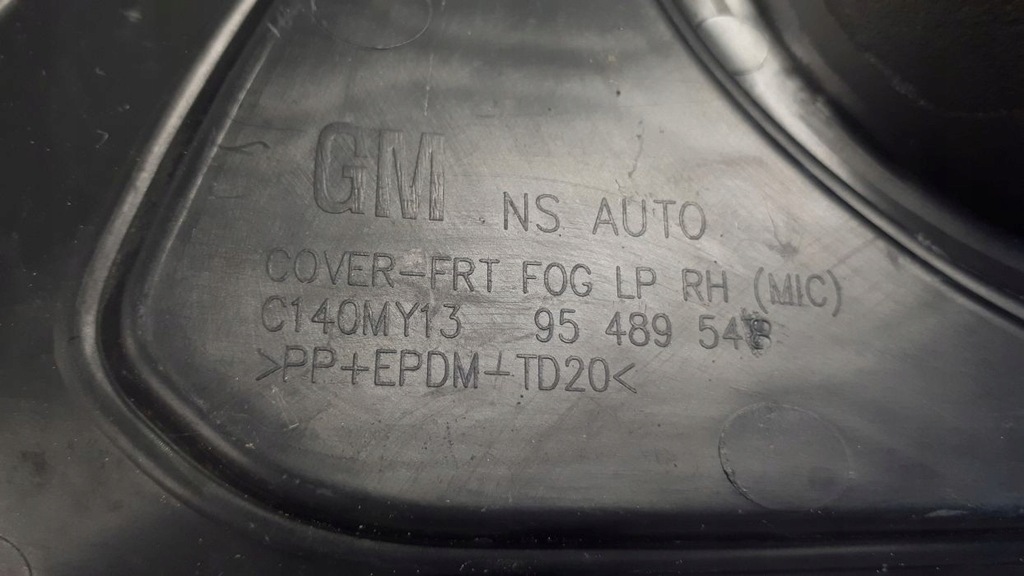 GM NS AUTO
COVER-FRT FOG LP RH (MIC)
C140MY13 95 489
>PP+EPDM-TD20<